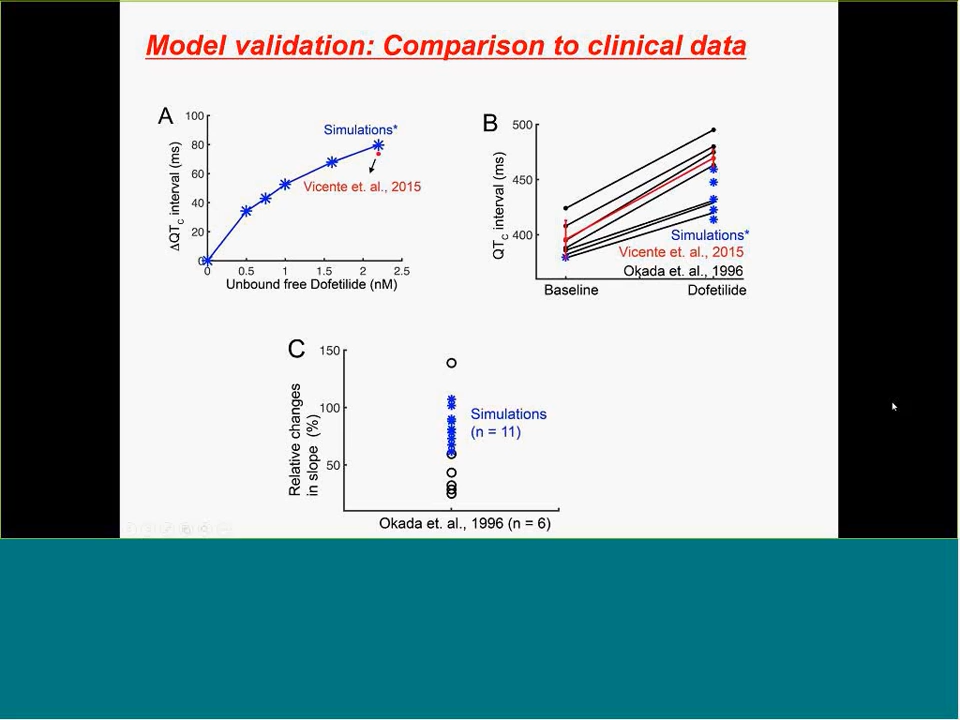 Model validation: Comparison to clinical data
A
100
80
60
40
20
0
ΔQTC interval (ms)
Simulations*
Vicente et. al., 2015
0 0.5 1 1.5 2 2.5
Unbound free Dofetilide (nM)
B
500
450
400
QTC interval (ms)
Simulations*
Vicente et. al., 2015
Okada et. al., 1996
Baseline Dofetilide
C
150
100
50
Relative changes
in slope (%)
Simulations
(n = 11)
Okada et. al., 1996 (n = 6)